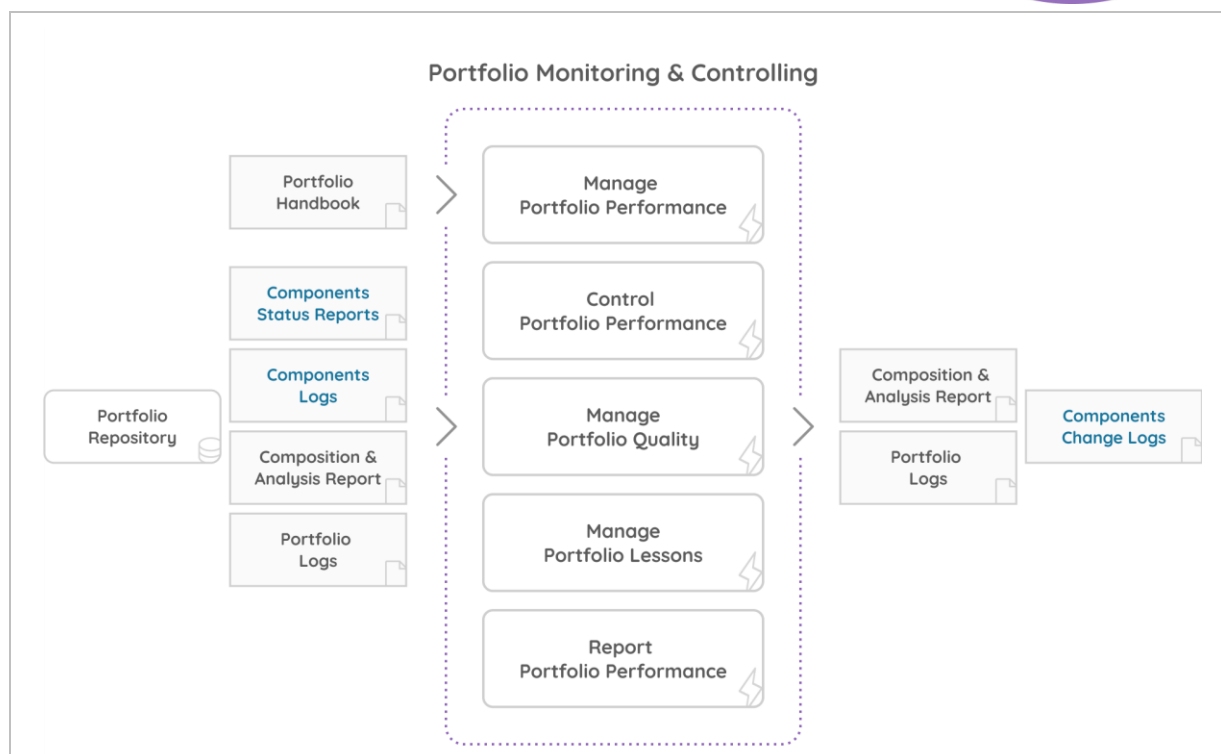 Portfolio Monitoring & Controlling
Portfolio
Handbook
Components
Status Reports
Components
Logs
Portfolio
Repository
Composition &
Analysis Report
Portfolio
Logs
Manage
Portfolio Performance
Control
Portfolio Performance
Manage
Portfolio Quality
Manage
Portfolio Lessons
Report
Portfolio Performance
Composition &
Analysis Report
Portfolio
Logs
Components
Change Logs